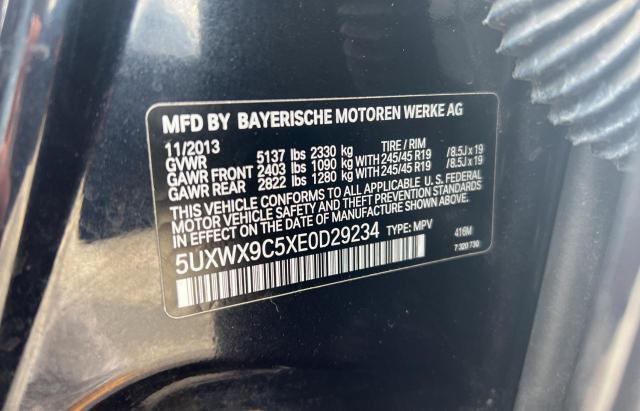 MFD BY BAYERISCHE MOTOREN WERKE AG
11/2013 TIRE / RIM
GVWR 5137 lbs 2330 kg
GAWR FRONT 2403 lbs 1090 kg WITH 245/45 R19 / 8.5J x 19
GAWR REAR 2822 lbs 1280 kg WITH 245/45 R19 / 8.5J x 19
THIS VEHICLE CONFORMS TO ALL APPLICABLE U.S. FEDERAL
MOTOR VEHICLE SAFETY AND THEFT PREVENTION STANDARDS
IN EFFECT ON THE DATE OF MANUFACTURE SHOWN ABOVE.
5UXWX9C5XE0D29234 TYPE: MPV 416M
7 320 730